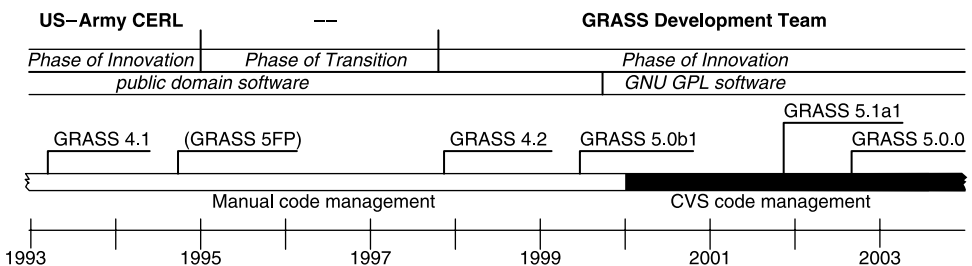 US−Army CERL −− GRASS Development Team
Phase of Innovation Phase of Transition Phase of Innovation
public domain software GNU GPL software
GRASS 5.1a1
GRASS 4.1 (GRASS 5FP) GRASS 4.2 GRASS 5.0b1 GRASS 5.0.0
Manual code management CVS code management
1993 1995 1997 1999 2001 2003